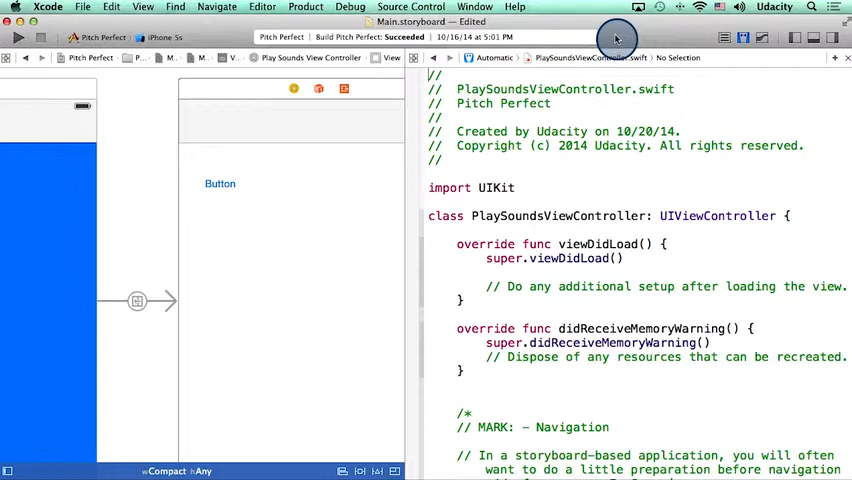 Xcode File Edit View Find Navigate Editor Product Debug Source Control Window Help Udacity
Main.storyboard — Edited
Pitch Perfect iPhone 5s
Pitch Perfect Build Pitch Perfect: Succeeded 10/16/14 at 5:01 PM
Pitch Perfect P... M... M... V... Play Sounds View Controller View
Automatic PlaySoundsViewController.swift No Selection
//
// PlaySoundsViewController.swift
// Pitch Perfect
//
// Created by Udacity on 10/20/14.
// Copyright (c) 2014 Udacity. All rights reserved.
//
import UIKit
class PlaySoundsViewController: UIViewController {
override func viewDidLoad() {
super.viewDidLoad()
// Do any additional setup after loading the view.
}
override func didReceiveMemoryWarning() {
super.didReceiveMemoryWarning()
// Dispose of any resources that can be recreated.
}
/*
// MARK: - Navigation
// In a storyboard-based application, you will often
want to do a little preparation before navigation
Button
wCompact hAny